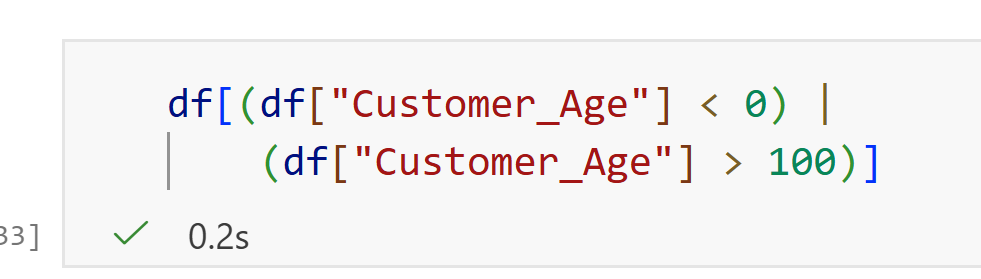 df[(df["Customer_Age"] < 0) |
(df["Customer_Age"] > 100)]
33]
0.2s